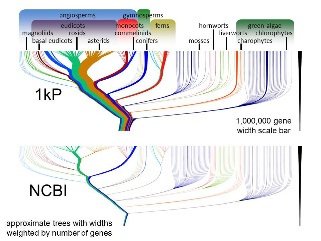 angiosperms gymnosperms
eudicots monocots ferns hornworts green algae
magnoliids rosids commelinids liverworts chlorophytes
basal eudicots asterids conifers mosses charophytes
1kP
1,000,000 gene
width scale bar
NCBI
approximate trees with widths
weighted by number of genes